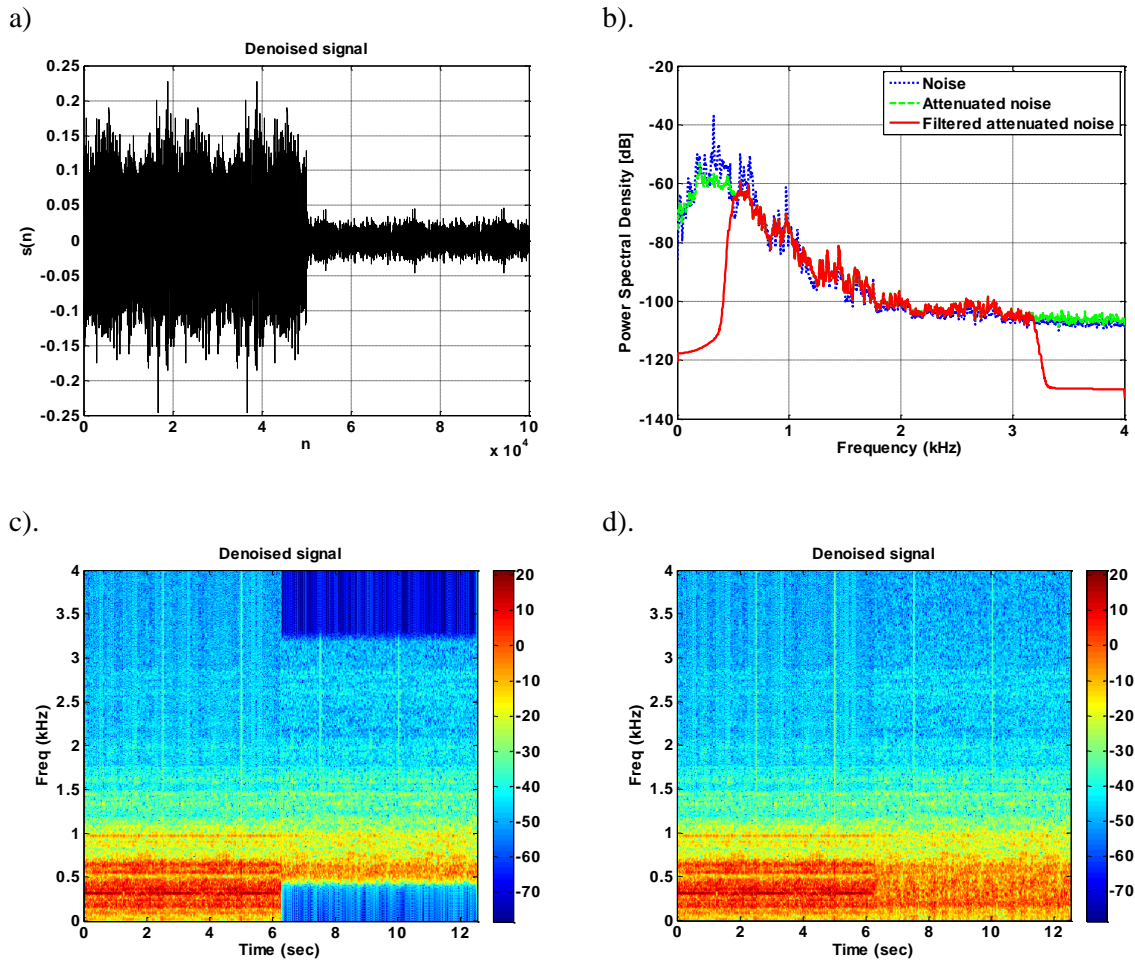 a)
Denoised signal
0.25
0.2
0.15
0.1
0.05
0
-0.05
-0.1
-0.15
-0.2
-0.25
s(n)
0 2 4 6 8 10
n
x 10^4
b).
-20
-40
-60
-80
-100
-120
-140
Power Spectral Density [dB]
Noise
Attenuated noise
Filtered attenuated noise
0 1 2 3 4
Frequency (kHz)
c).
Denoised signal
4
3.5
3
2.5
2
1.5
1
0.5
0
Freq (kHz)
0 2 4 6 8 10 12
Time (sec)
20
10
0
-10
-20
-30
-40
-50
-60
-70
d).
Denoised signal
4
3.5
3
2.5
2
1.5
1
0.5
0
Freq (kHz)
0 2 4 6 8 10 12
Time (sec)
20
10
0
-10
-20
-30
-40
-50
-60
-70